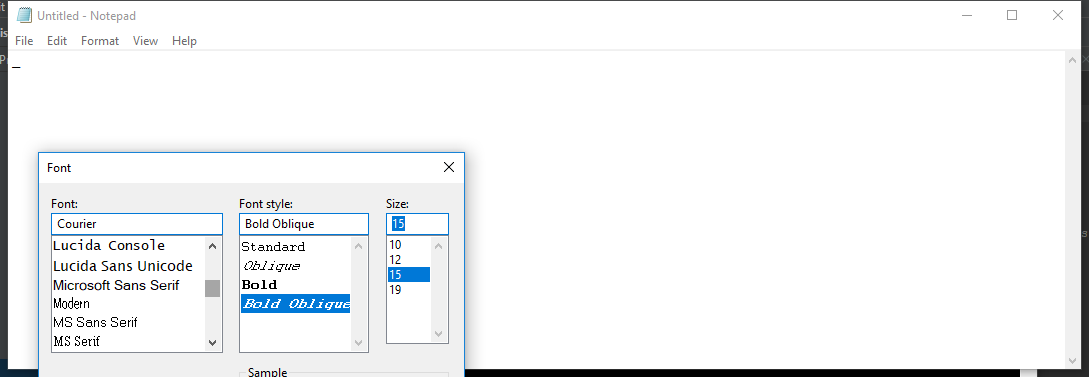 Untitled - Notepad
File Edit Format View Help
Font
Font: Font style: Size:
Courier Bold Oblique 15
Lucida Console
Lucida Sans Unicode
Microsoft Sans Serif
Modern
MS Sans Serif
MS Serif
Standard
Oblique
Bold
Bold Oblique
10
12
15
19
Sample